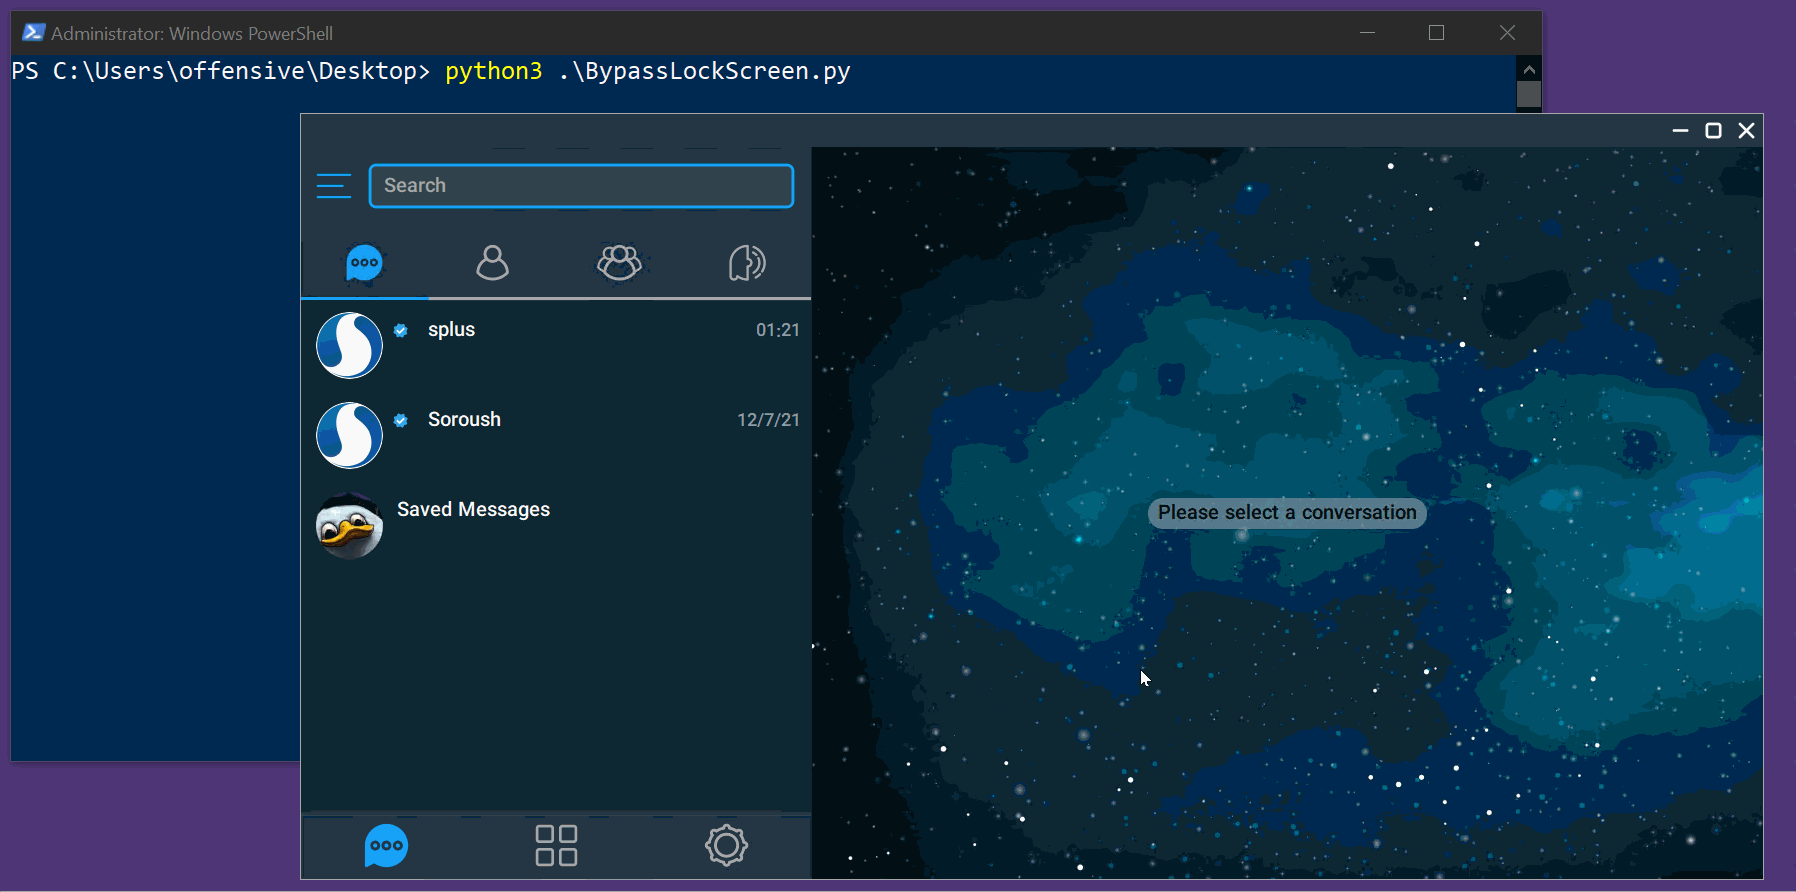 Administrator: Windows PowerShell
PS C:\Users\offensive\Desktop> python3 .\BypassLockScreen.py
Search
splus 01:21
Soroush 12/7/21
Saved Messages
Please select a conversation